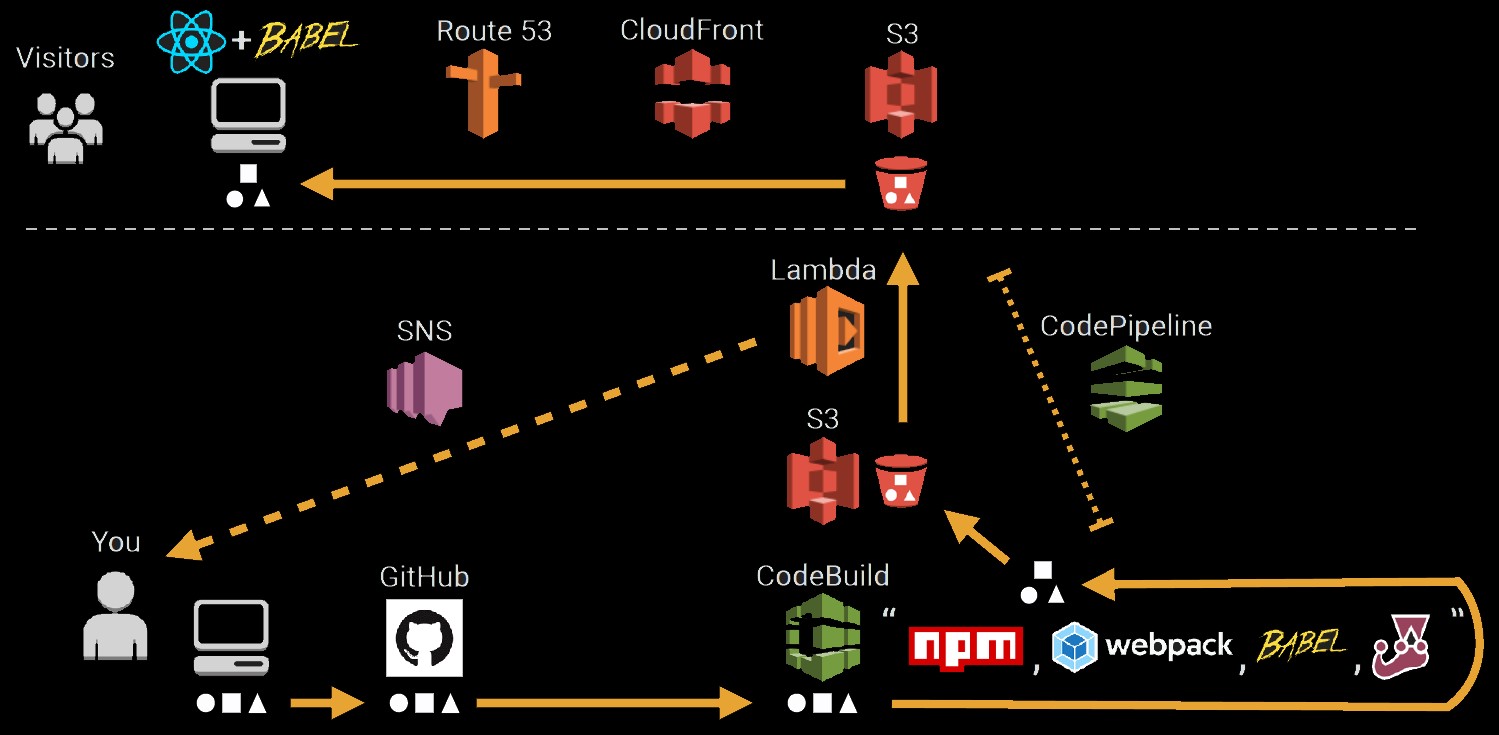 Visitors
+ BABEL
Route 53
CloudFront
S3
Lambda
SNS
CodePipeline
S3
You
GitHub
CodeBuild
“ npm , webpack , BABEL , ”